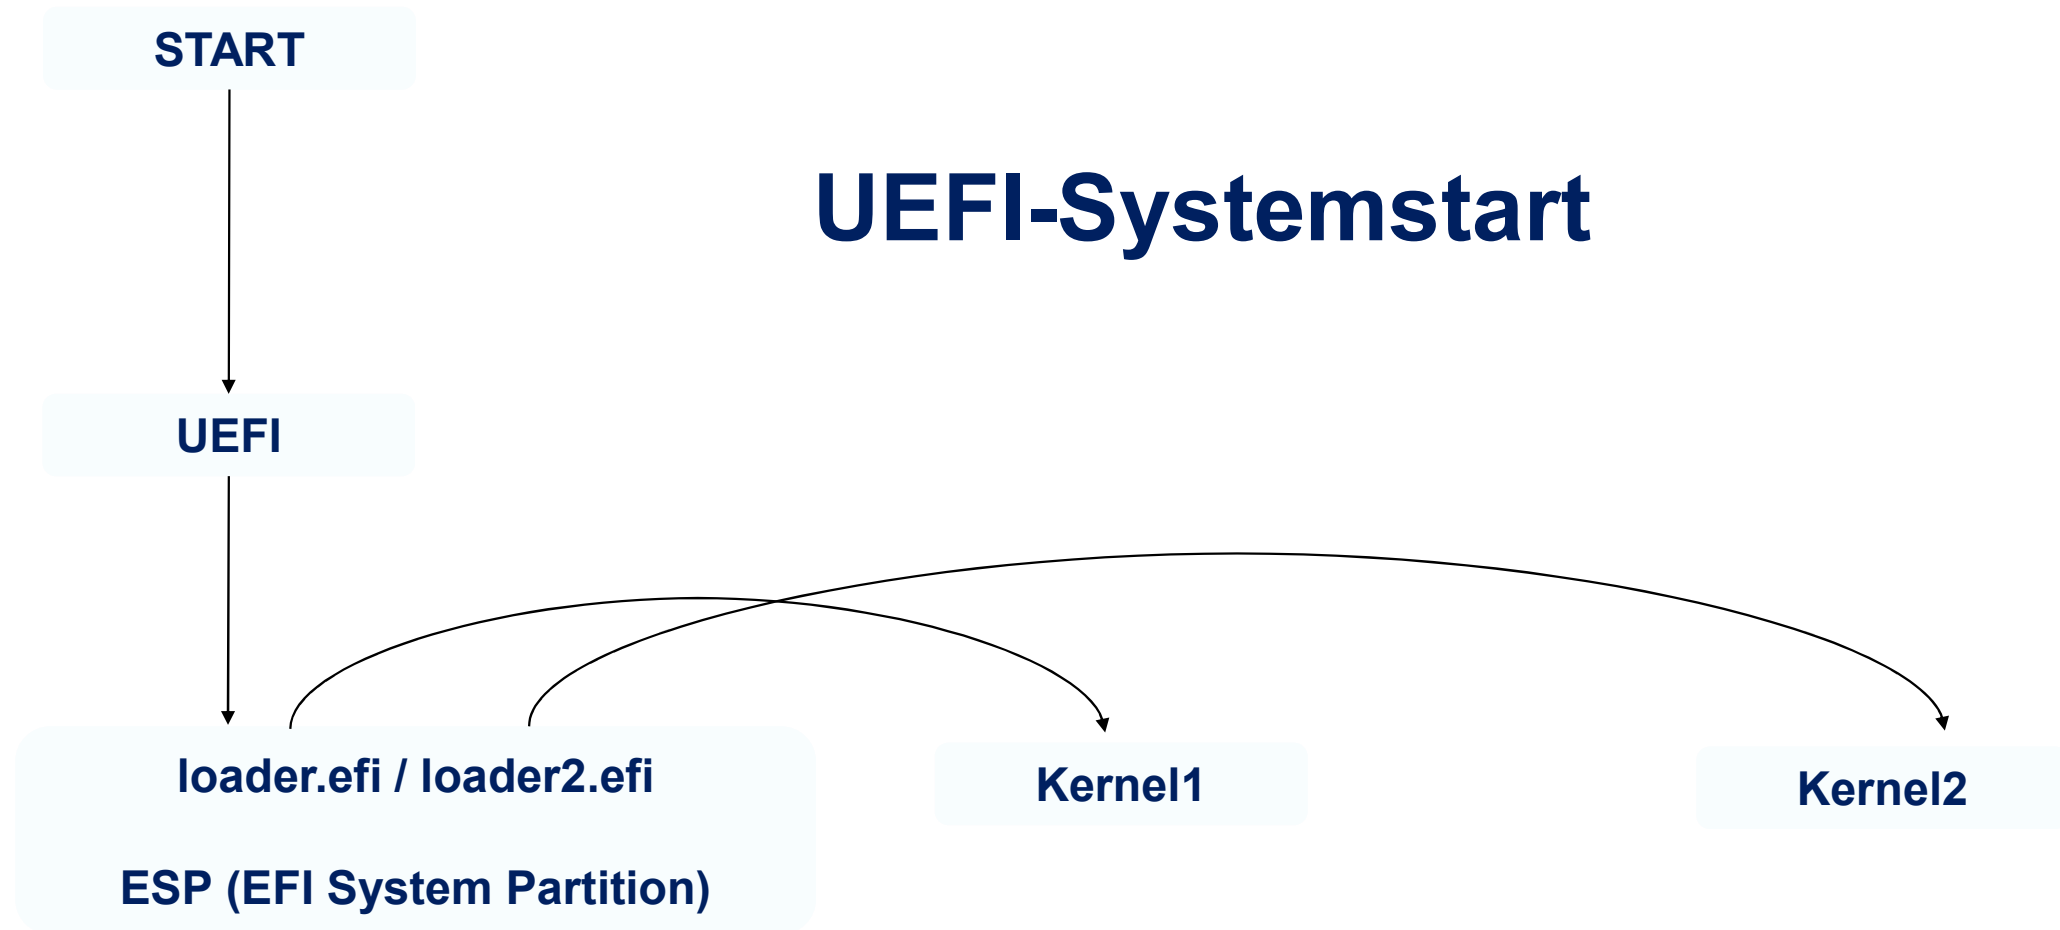 START
UEFI-Systemstart
UEFI
loader.efi / loader2.efi
ESP (EFI System Partition)
Kernel1
Kernel2